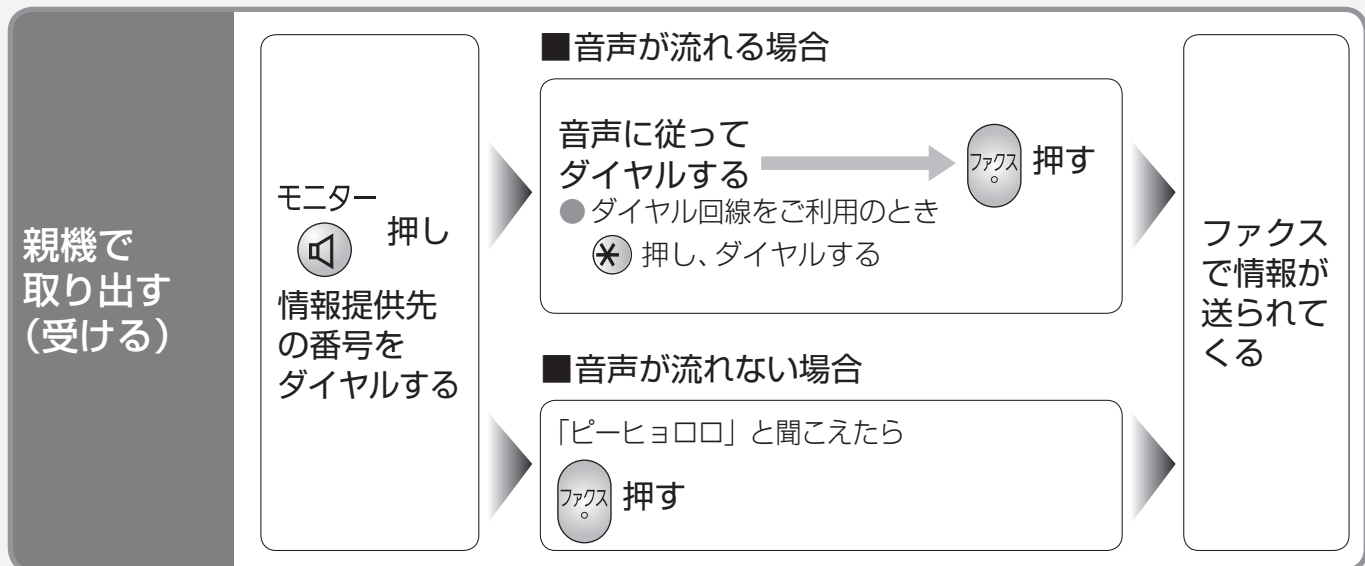 親機で
取り出す
（受ける）
モニター
押し
情報提供先
の番号を
ダイヤルする
■音声が流れる場合
音声に従って
ダイヤルする
ファクス
押す
●ダイヤル回線をご利用のとき
＊押し、ダイヤルする
■音声が流れない場合
「ピーヒョロロ」と聞こえたら
ファクス
押す
ファクス
で情報が
送られて
くる